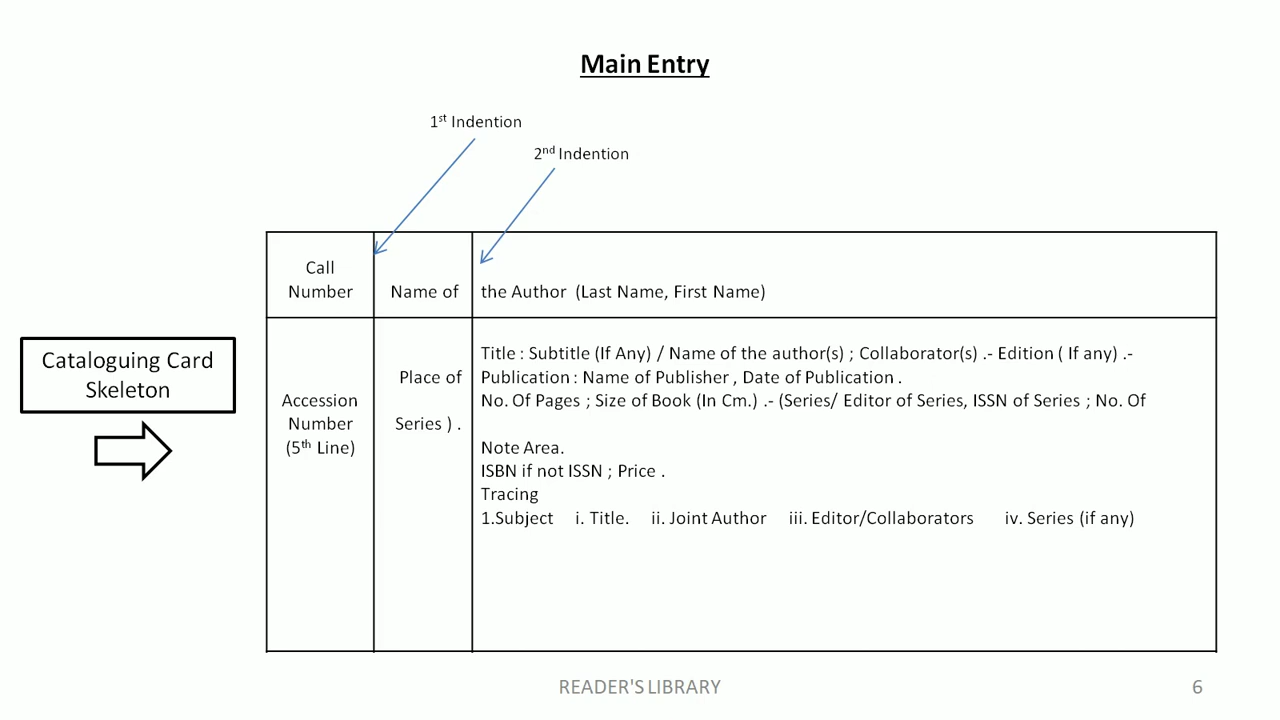 Main Entry
1st Indention
2nd Indention
Call
Number
Name of the Author (Last Name, First Name)
Cataloguing Card
Skeleton
Accession
Number
(5th Line)
Title : Subtitle (If Any) / Name of the author(s) ; Collaborator(s) .- Edition ( If any) .-
Place of Publication : Name of Publisher , Date of Publication .
No. Of Pages ; Size of Book (In Cm.) .- (Series/ Editor of Series, ISSN of Series ; No. Of
Series ) .
Note Area.
ISBN if not ISSN ; Price .
Tracing
1.Subject i. Title. ii. Joint Author iii. Editor/Collaborators iv. Series (if any)
READER'S LIBRARY
6